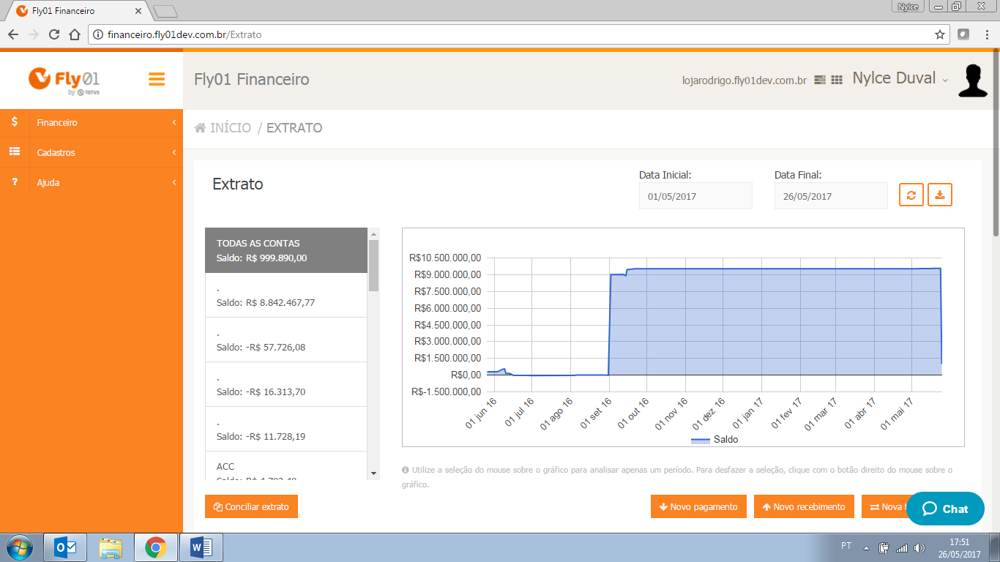 Fly01 Financeiro
Nylce
financeiro.fly01dev.com.br/Extrato
Fly01
by TOTVS
Fly01 Financeiro
lojarodrigo.fly01dev.com.br
Nylce Duval
$ Financeiro
Cadastros
? Ajuda
INÍCIO / EXTRATO
Extrato
Data Inicial:
01/05/2017
Data Final:
26/05/2017
TODAS AS CONTAS
Saldo: R$ 999.890,00
.
Saldo: R$ 8.842.467,77
.
Saldo: -R$ 57.726,08
.
Saldo: -R$ 16.313,70
.
Saldo: -R$ 11.728,19
ACC
R$10.500.000,00
R$9.000.000,00
R$7.500.000,00
R$6.000.000,00
R$4.500.000,00
R$3.000.000,00
R$1.500.000,00
R$0,00
R$-1.500.000,00
01 jun 16
01 jul 16
01 ago 16
01 set 16
01 out 16
01 nov 16
01 dez 16
01 jan 17
01 fev 17
01 mar 17
01 abr 17
01 mai 17
Saldo
Utilize a seleção do mouse sobre o gráfico para analisar apenas um período. Para desfazer a seleção, clique com o botão direito do mouse sobre o
gráfico.
Conciliar extrato
Novo pagamento
Novo recebimento
Nova
Chat
PT
17:51
26/05/2017